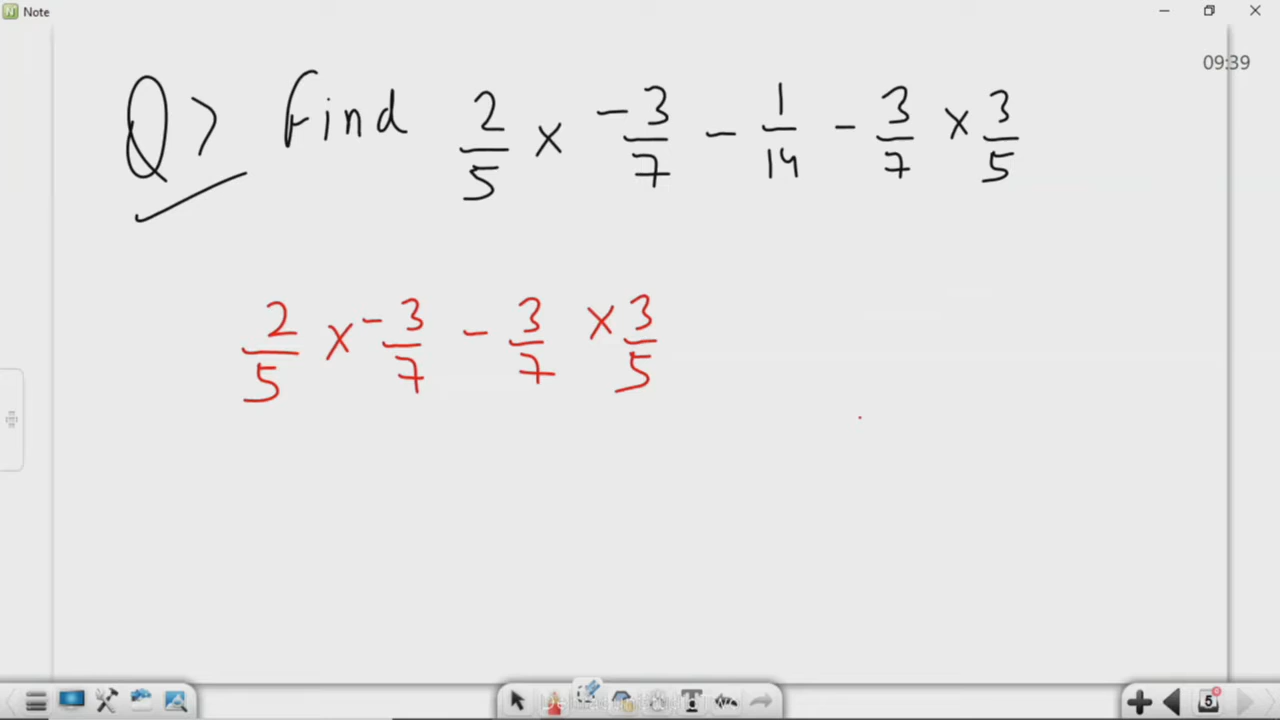 Note
09:39
Q> Find 2/5 × -3/7 - 1/14 - 3/7 × 3/5
2/5 × -3/7 - 3/7 × 3/5
5